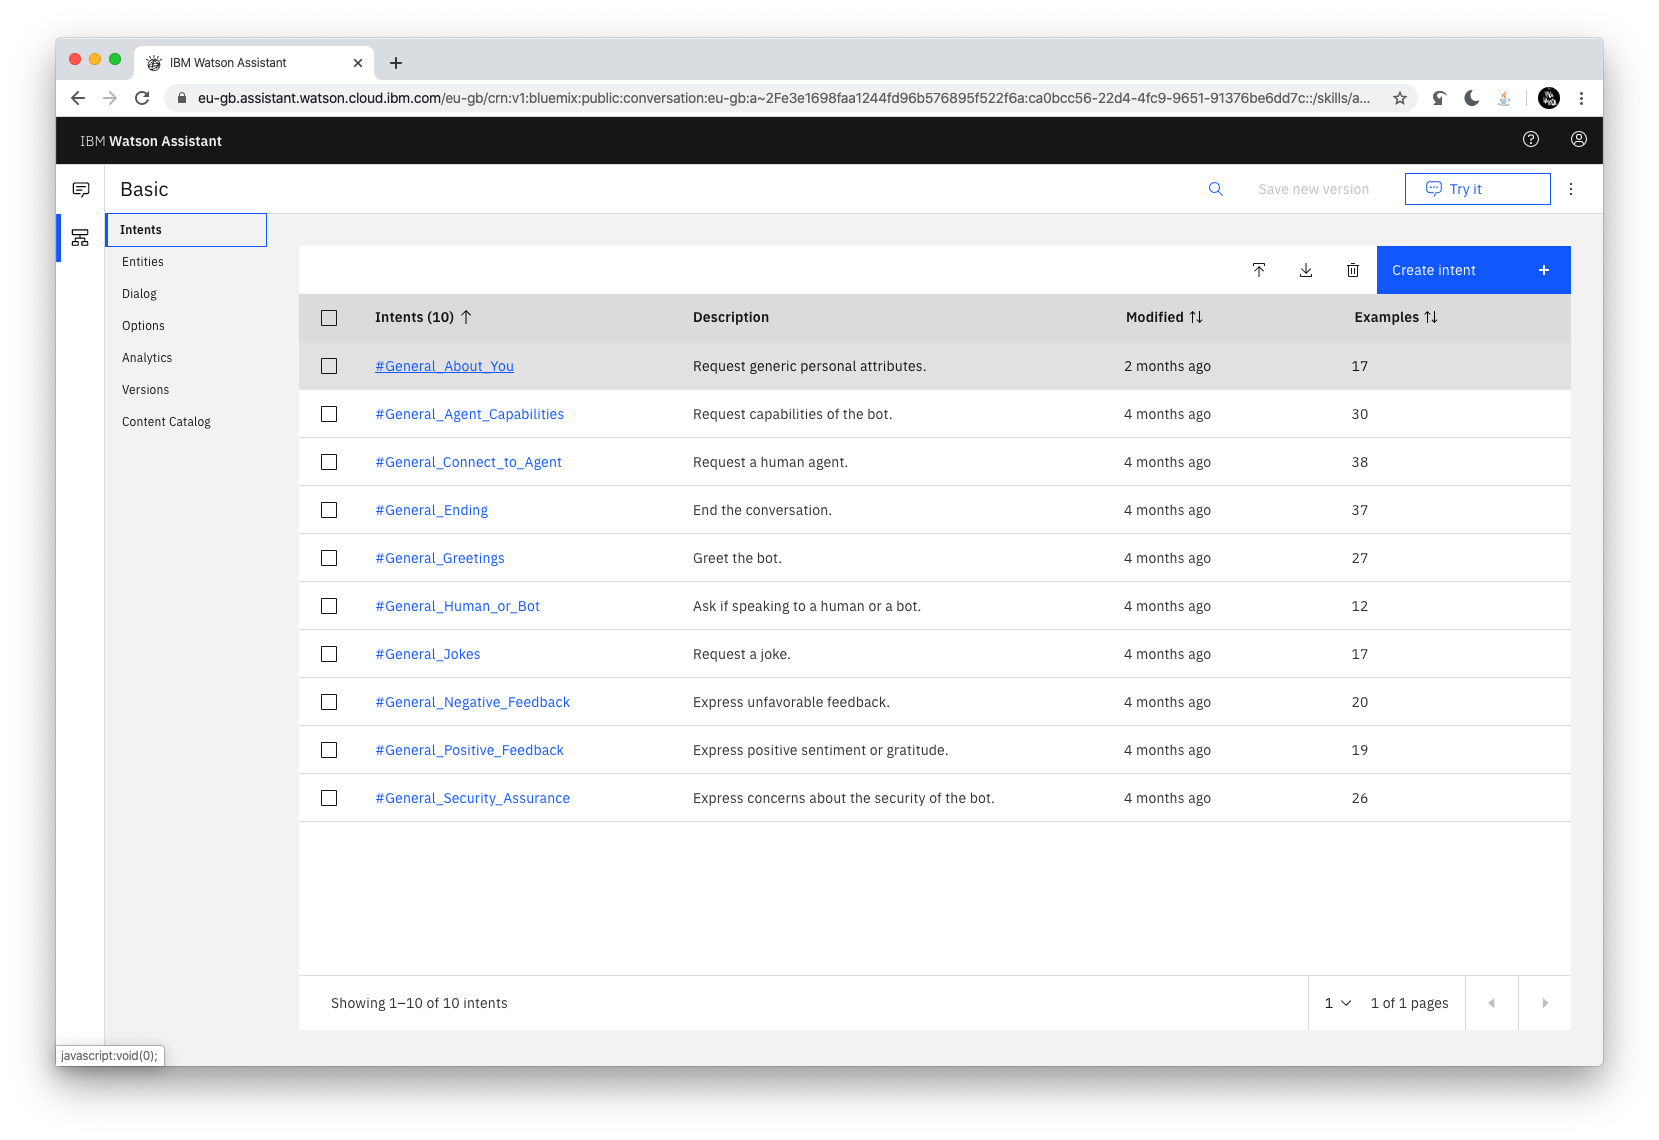 IBM Watson Assistant
eu-gb.assistant.watson.cloud.ibm.com/eu-gb/crn:v1:bluemix:public:conversation:eu-gb:a~2Fe3e1698faa1244fd96b576895f522f6a:ca0bcc56-22d4-4fc9-9651-91376be6dd7c::/skills/a...
IBM Watson Assistant
Basic
Save new version
Try it
Intents
Entities
Dialog
Options
Analytics
Versions
Content Catalog
Create intent
Intents (10) Description Modified Examples
#General_About_You Request generic personal attributes. 2 months ago 17
#General_Agent_Capabilities Request capabilities of the bot. 4 months ago 30
#General_Connect_to_Agent Request a human agent. 4 months ago 38
#General_Ending End the conversation. 4 months ago 37
#General_Greetings Greet the bot. 4 months ago 27
#General_Human_or_Bot Ask if speaking to a human or a bot. 4 months ago 12
#General_Jokes Request a joke. 4 months ago 17
#General_Negative_Feedback Express unfavorable feedback. 4 months ago 20
#General_Positive_Feedback Express positive sentiment or gratitude. 4 months ago 19
#General_Security_Assurance Express concerns about the security of the bot. 4 months ago 26
Showing 1–10 of 10 intents
1 1 of 1 pages
javascript:void(0);